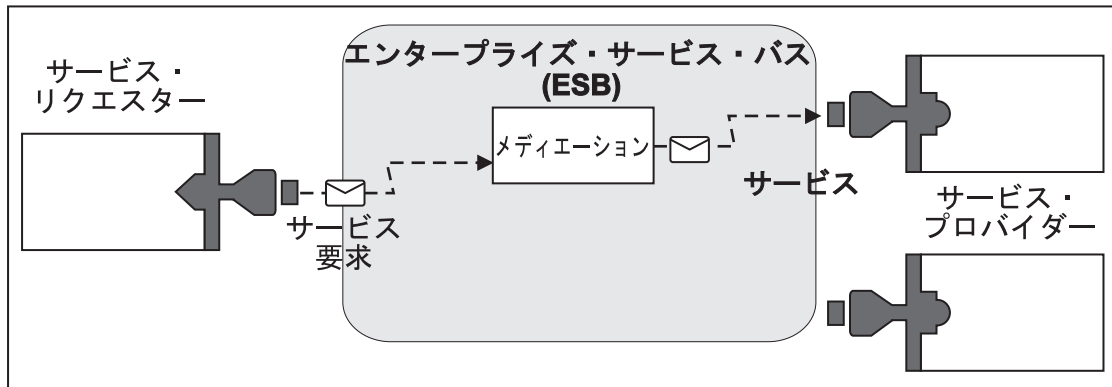 エンタープライズ・サービス・バス
(ESB)
サービス・
リクエスター
メディエーション
サービス
サービス
要求
サービス・
プロバイダー